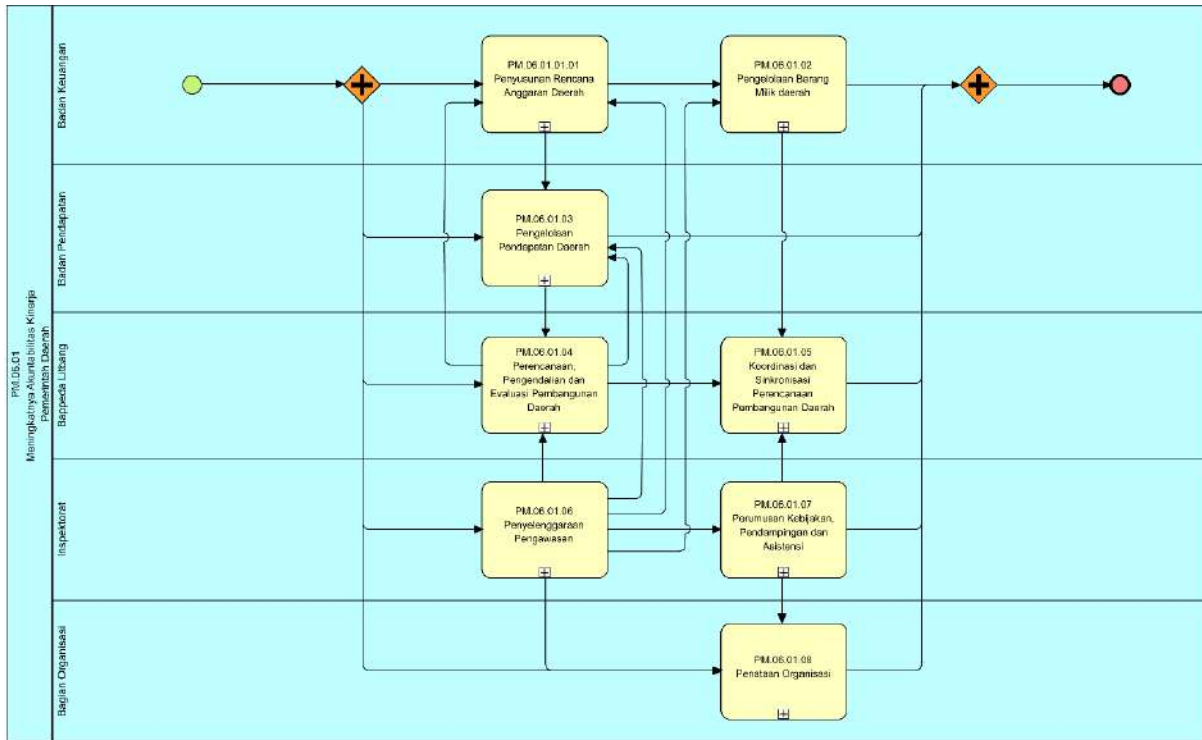 PM.06.01
Meningkatnya Akuntabilitas Kinerja
Pemerintah Daerah
Badan Keuangan
PM.06.01.01.01
Penyusunan Rencana
Anggaran Daerah
PM.06.01.02
Pengelolaan Barang
Milik daerah
Badan Pendapatan
PM.06.01.03
Pengelolaan
Pendapatan Daerah
Bappeda Litbang
PM.06.01.04
Perencanaan,
Pengendalian dan
Evaluasi Pembangunan
Daerah
PM.06.01.05
Koordinasi dan
Sinkronisasi
Perencanaan
Pembangunan Daerah
Inspektorat
PM.06.01.06
Penyelenggaraan
Pengawasan
PM.06.01.07
Perumusan Kebijakan,
Pendampingan dan
Asistensi
Bagian Organisasi
PM.06.01.08
Penataan Organisasi